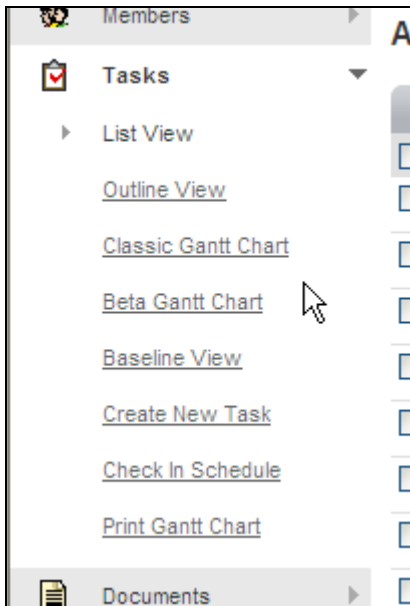 Members
A
Tasks
List View
Outline View
Classic Gantt Chart
Beta Gantt Chart
Baseline View
Create New Task
Check In Schedule
Print Gantt Chart
Documents